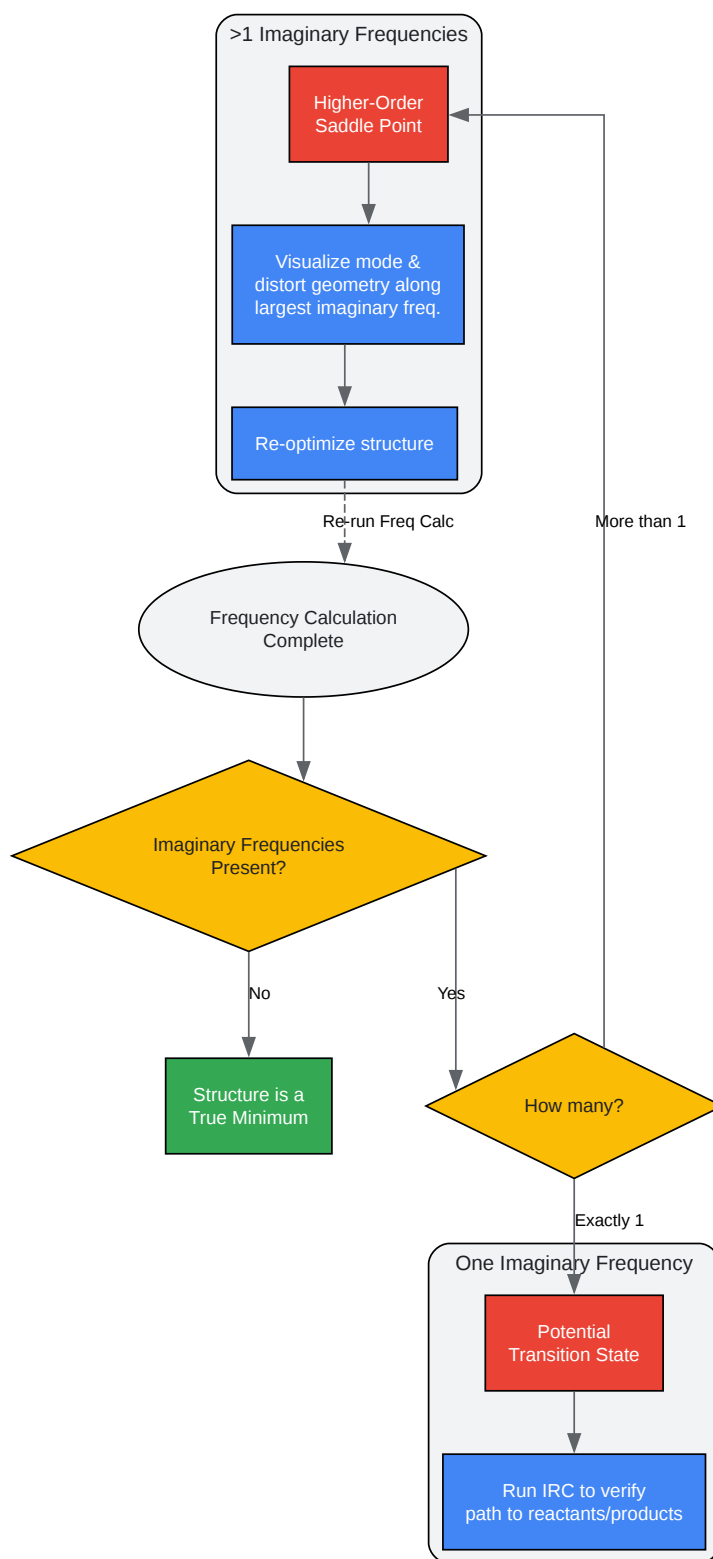 >1 Imaginary Frequencies
Higher-Order
Saddle Point
Visualize mode &
distort geometry along
largest imaginary freq.
Re-optimize structure
Re-run Freq Calc
More than 1
Frequency Calculation
Complete
Imaginary Frequencies
Present?
No
Yes
Structure is a
True Minimum
How many?
Exactly 1
One Imaginary Frequency
Potential
Transition State
Run IRC to verify
path to reactants/products